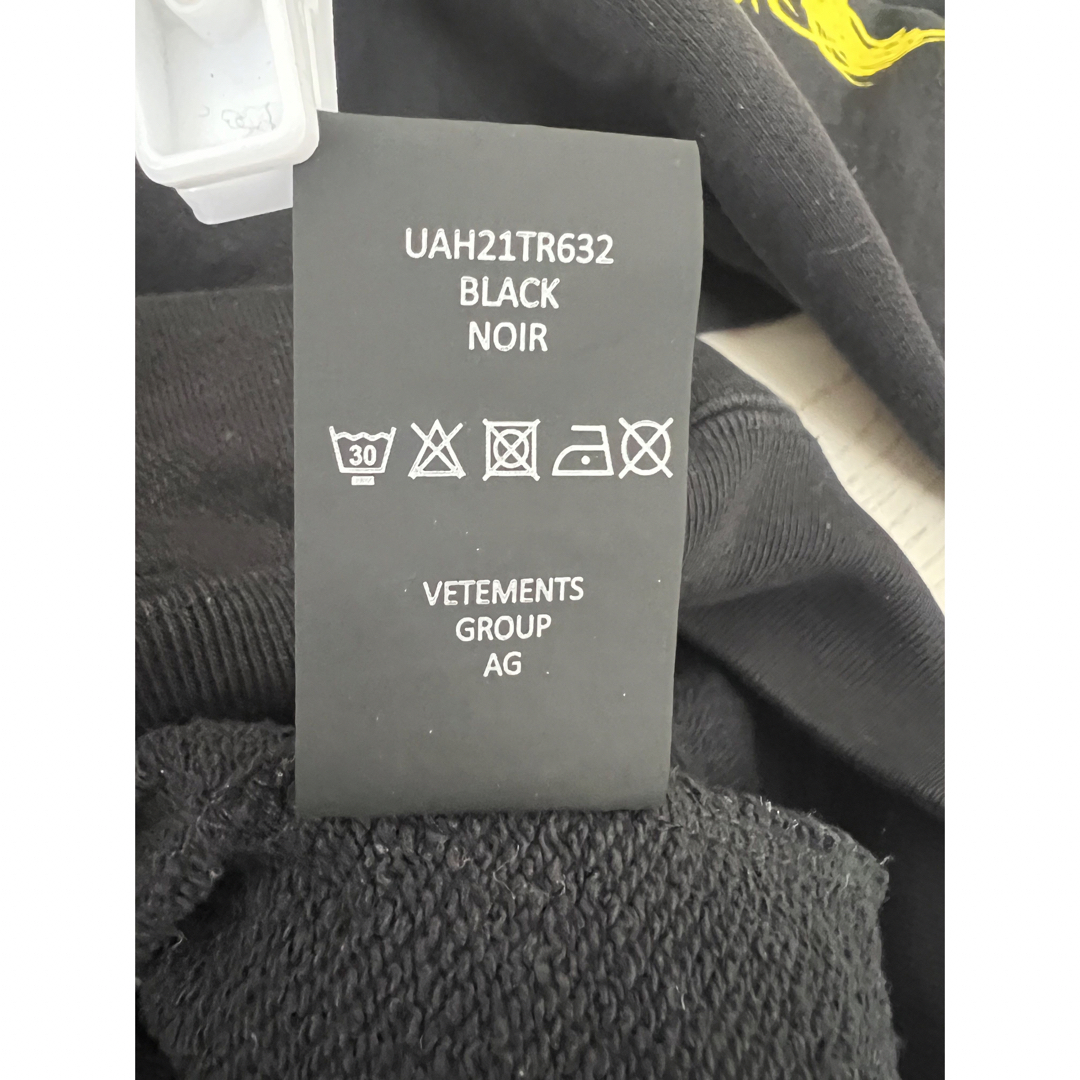 UAH21TR632
BLACK
NOIR
30
VETEMENTS
GROUP
AG